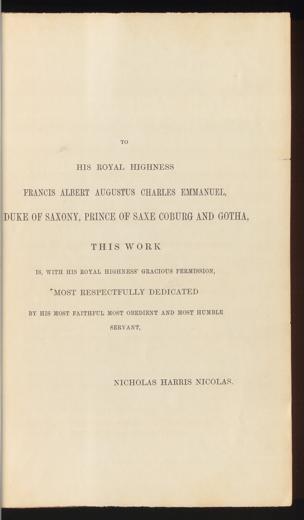 TO
HIS ROYAL HIGHNESS
FRANCIS ALBERT AUGUSTUS CHARLES EMMANUEL,
DUKE OF SAXONY, PRINCE OF SAXE COBURG AND GOTHA,
THIS WORK
IS, WITH HIS ROYAL HIGHNESS' GRACIOUS PERMISSION,
MOST RESPECTFULLY DEDICATED
BY HIS MOST FAITHFUL MOST OBEDIENT AND MOST HUMBLE
SERVANT,
NICHOLAS HARRIS NICOLAS.